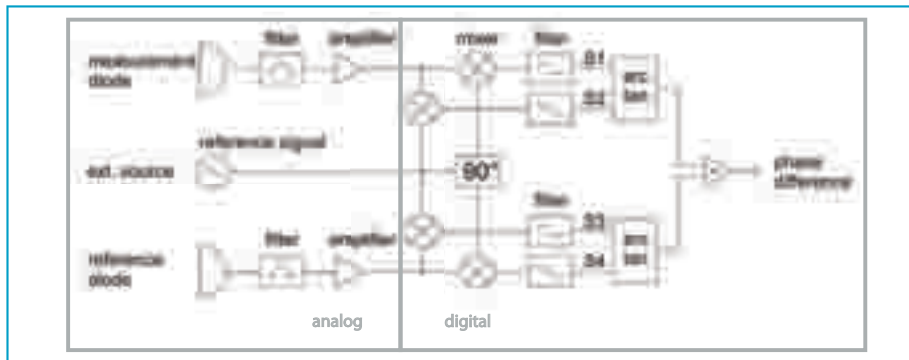 filter amplifier mixer filter
measurement
diode
S1
S2
arc
tan
reference signal
ext. source
90°
phase
difference
filter
filter amplifier
S3
S4
arc
tan
reference
diode
analog digital